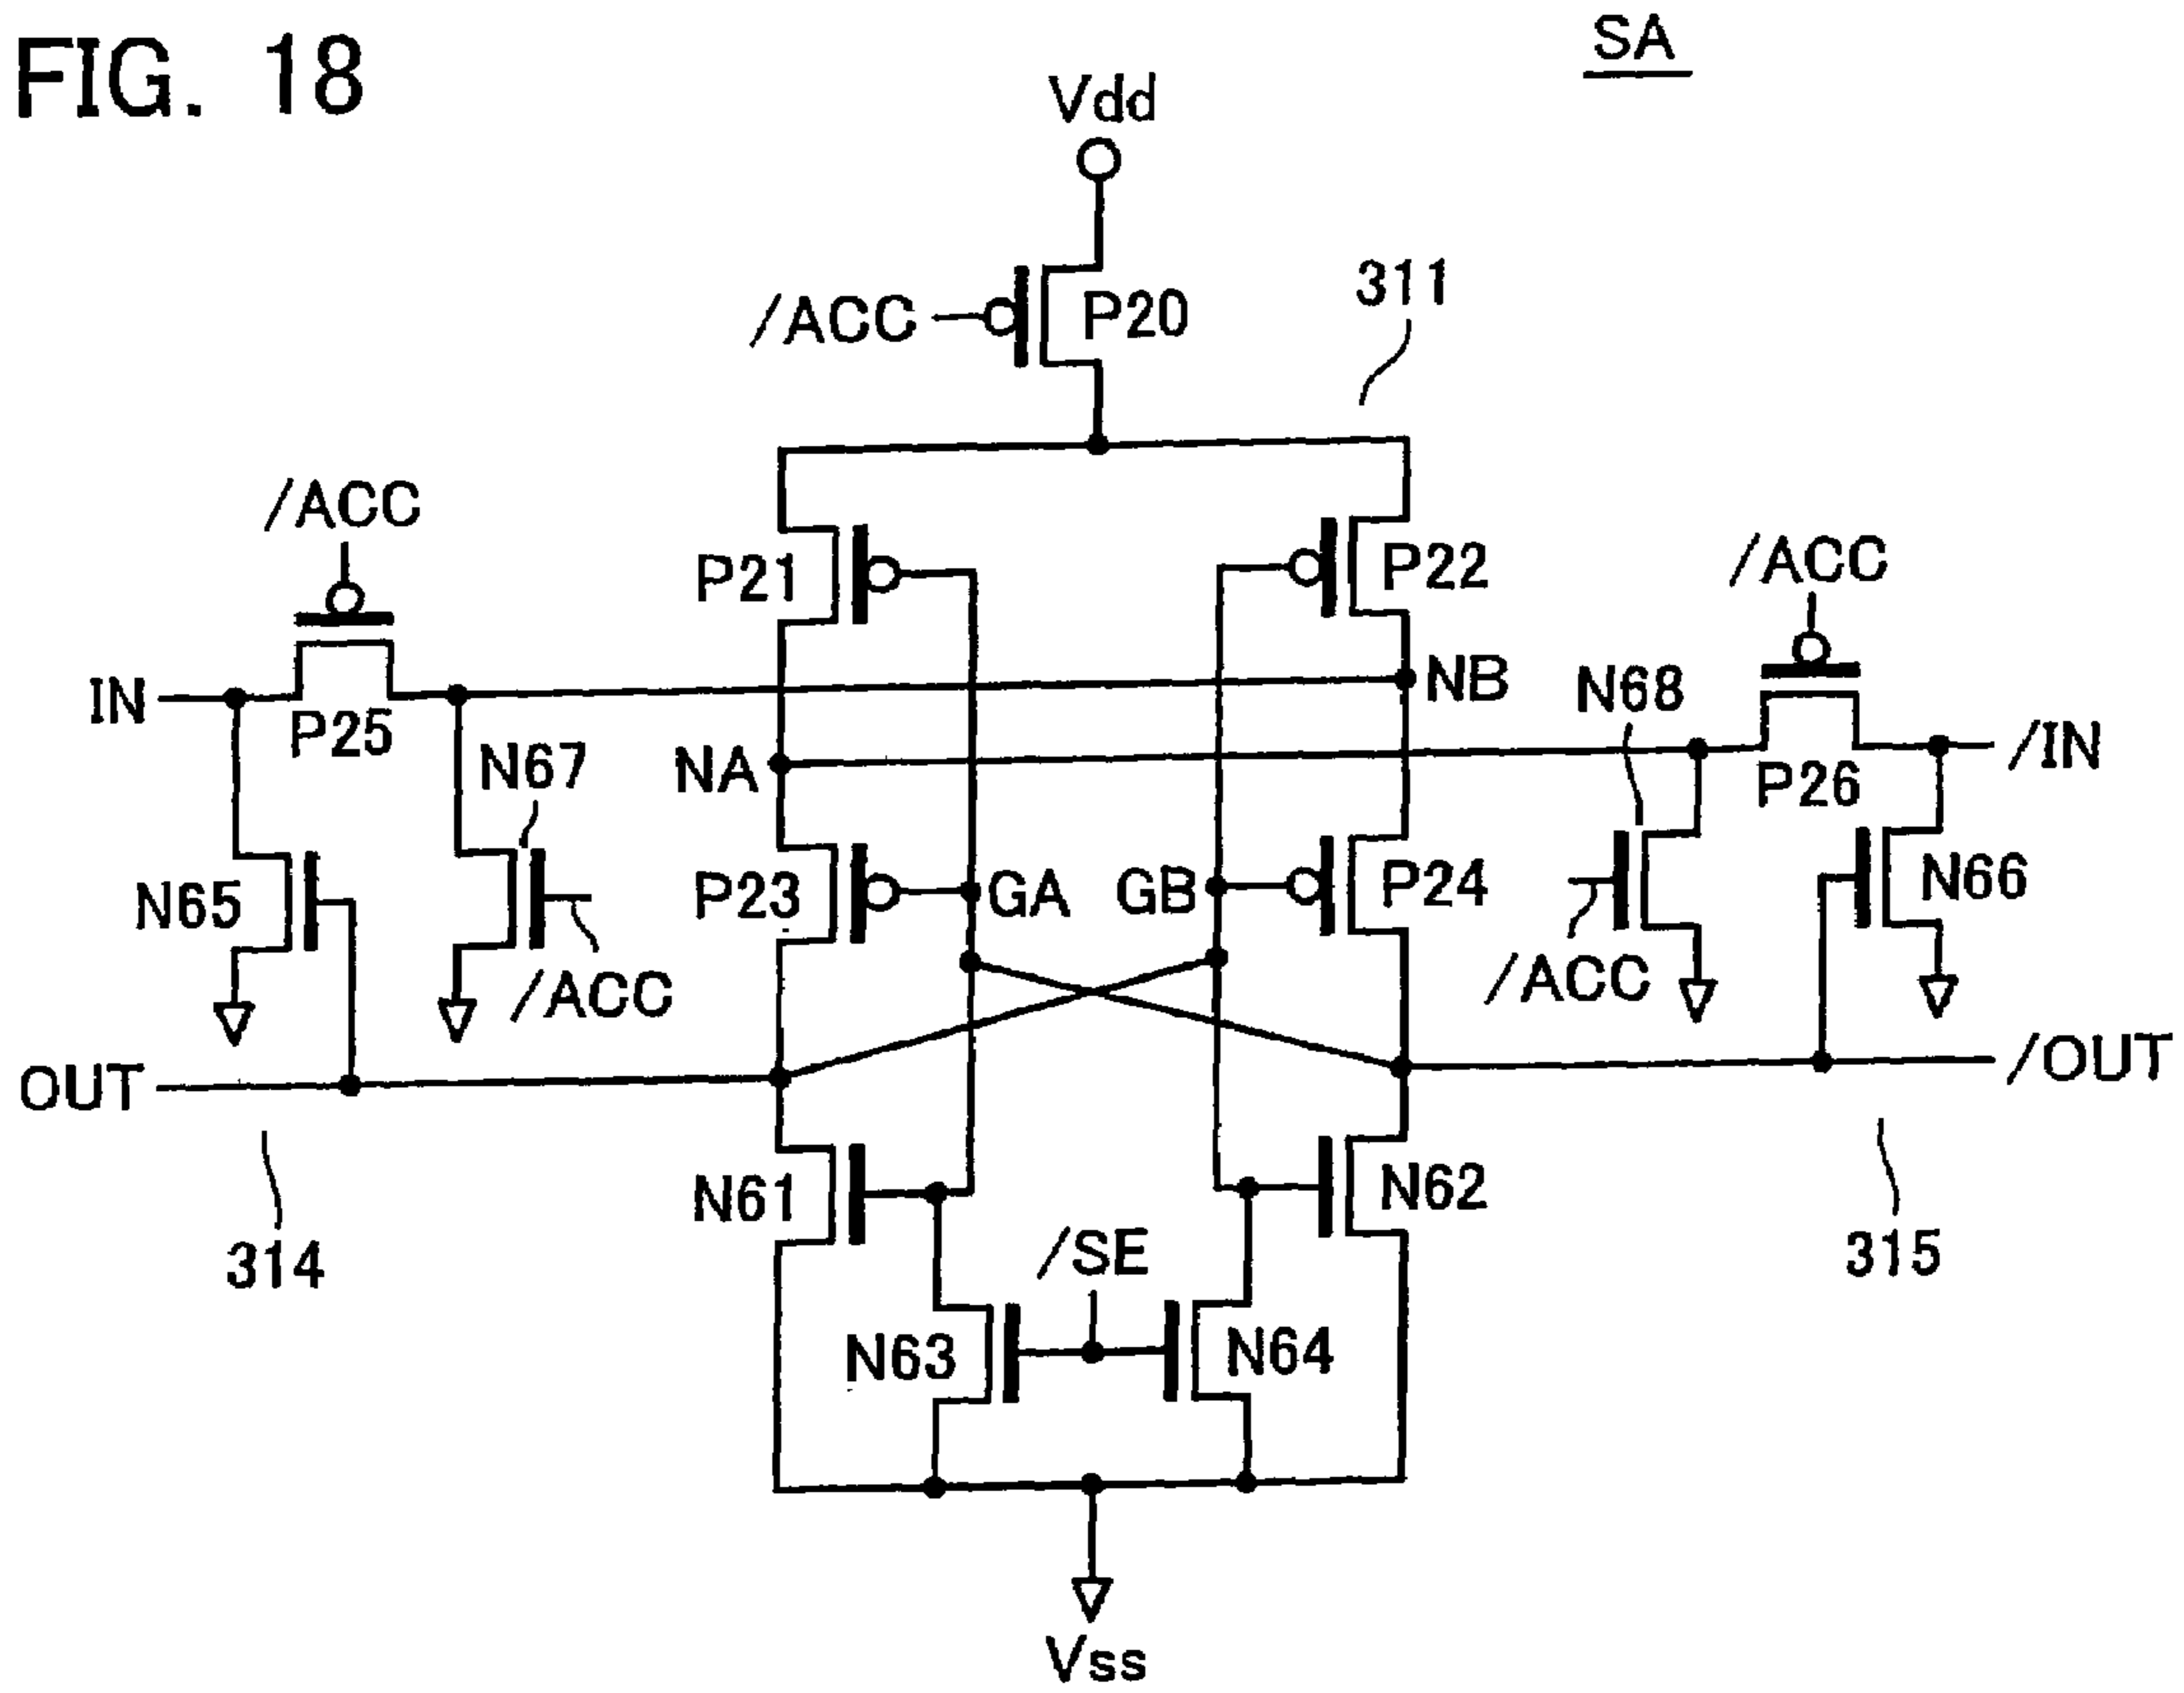 FIG. 18
SA
Vdd
/ACC
P20
311
/ACC
P21
P22
/ACC
IN
P25
NB
N68
N67
NA
/IN
P26
N65
P23
GA
GB
P24
N66
/ACC
/ACC
OUT
/OUT
N61
N62
/SE
314
315
N63
N64
Vss